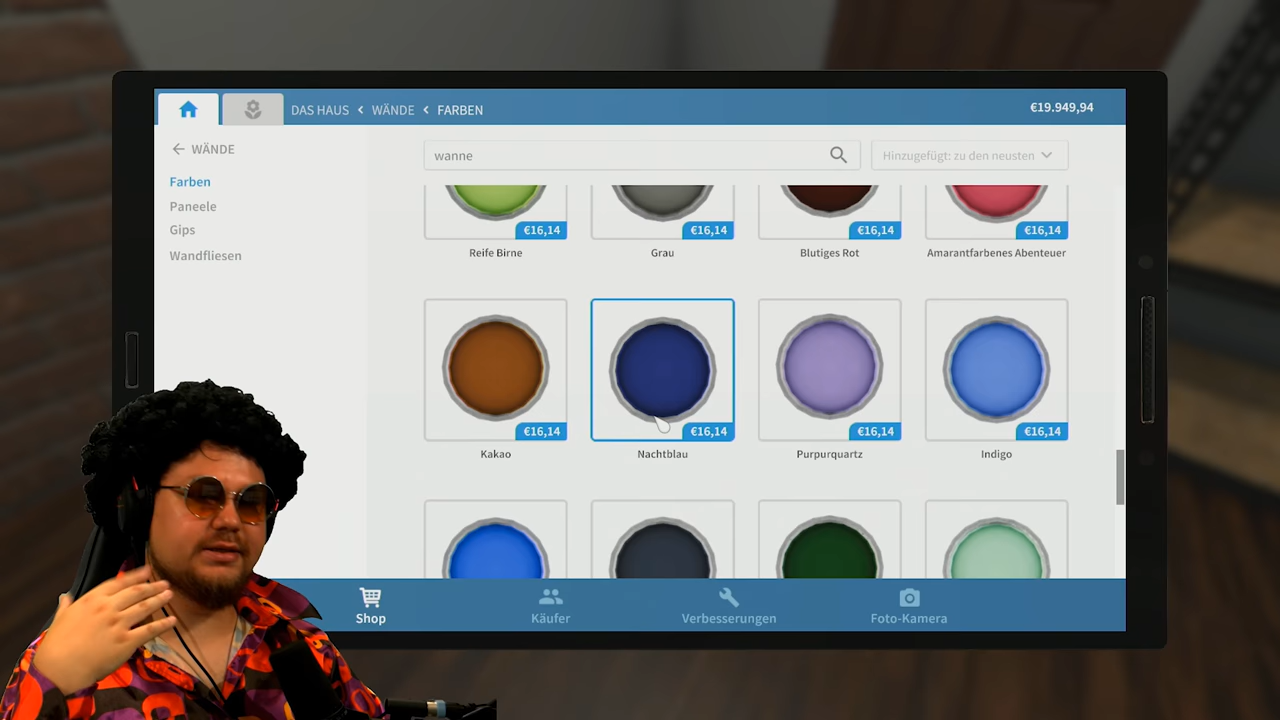 DAS HAUS < WÄNDE < FARBEN
€19.949,94
WÄNDE
wanne
Hinzugefügt: zu den neusten
Farben
Paneele
Gips
Wandfliesen
€16,14 €16,14 €16,14 €16,14
Reife Birne Grau Blutiges Rot Amarantfarbenes Abenteuer
€16,14 €16,14 €16,14 €16,14
Kakao Nachtblau Purpurquartz Indigo
Shop Käufer Verbesserungen Foto-Kamera